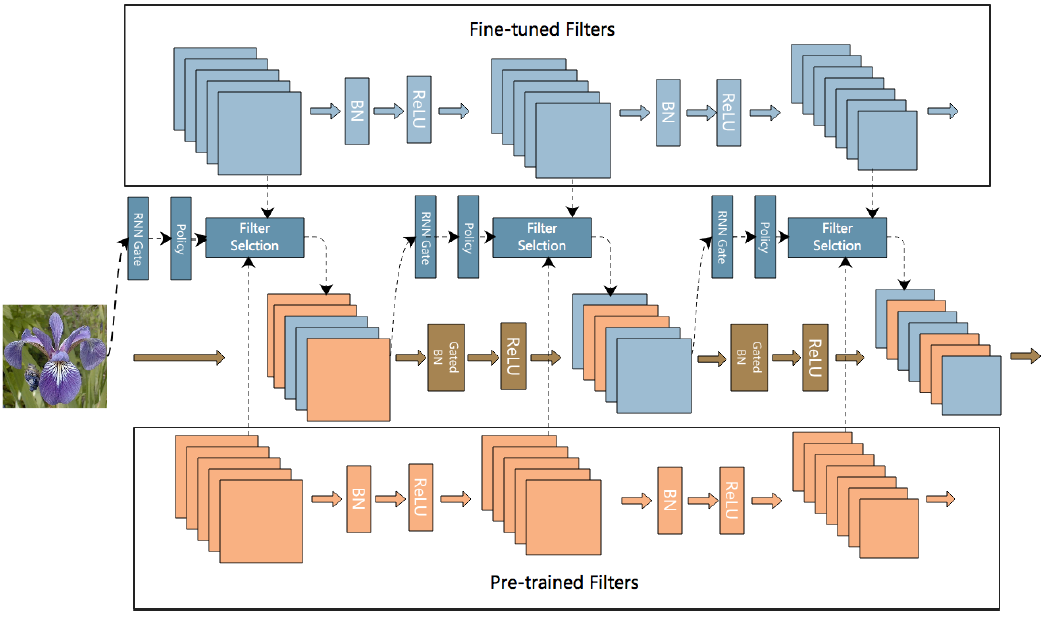 Fine-tuned Filters
BN
ReLU
BN
ReLU
RNN Gate
Policy
Filter
Selction
RNN Gate
Policy
Filter
Selction
RNN Gate
Policy
Filter
Selction
Gated
BN
ReLU
Gated
BN
ReLU
BN
ReLU
BN
ReLU
Pre-trained Filters